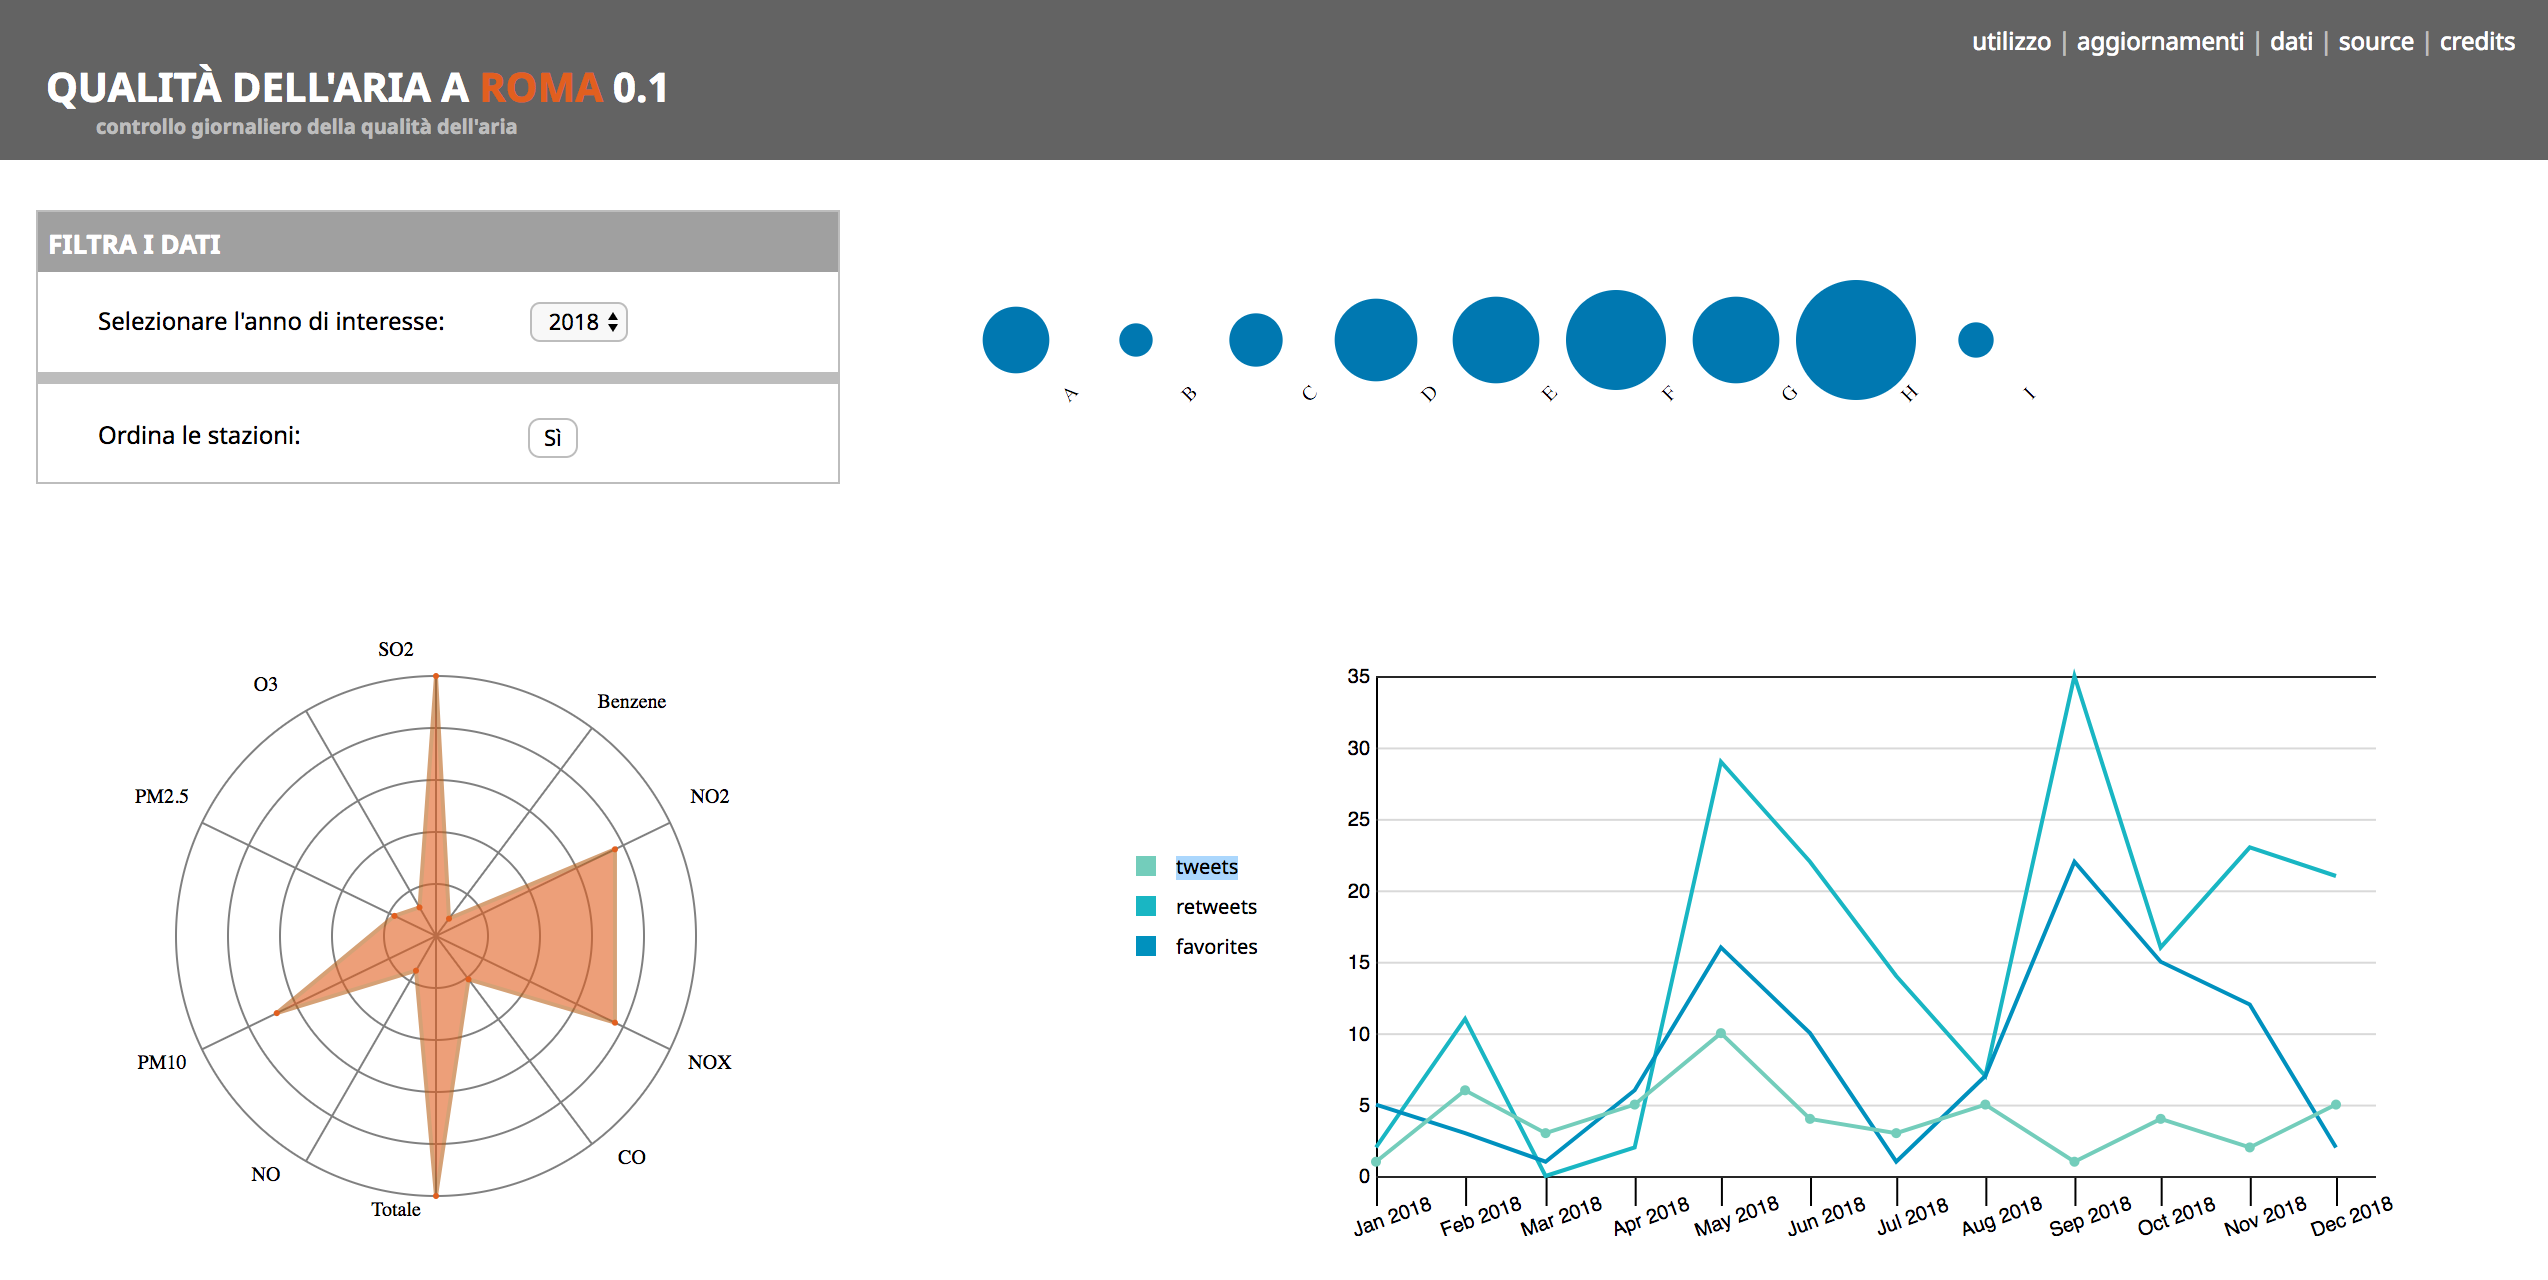 utilizzo | aggiornamenti | dati | source | credits
QUALITÀ DELL'ARIA A ROMA 0.1
controllo giornaliero della qualità dell'aria
FILTRA I DATI
Selezionare l'anno di interesse: 2018
Ordina le stazioni: Sì
A B C D E F G H I
SO2
O3
Benzene
PM2.5
NO2
PM10
NOX
CO
NO
Totale
tweets
retweets
favorites
35
30
25
20
15
10
5
0
Jan 2018 Feb 2018 Mar 2018 Apr 2018 May 2018 Jun 2018 Jul 2018 Aug 2018 Sep 2018 Oct 2018 Nov 2018 Dec 2018